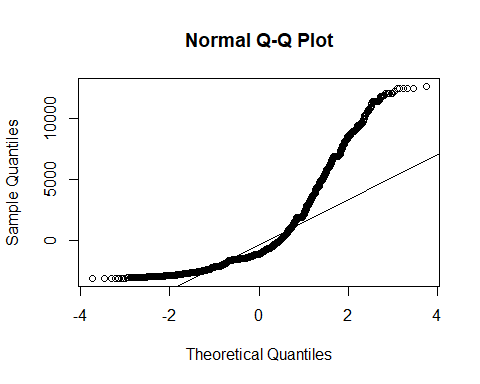 Normal Q-Q Plot
Sample Quantiles
10000
5000
0
-4 -2 0 2 4
Theoretical Quantiles